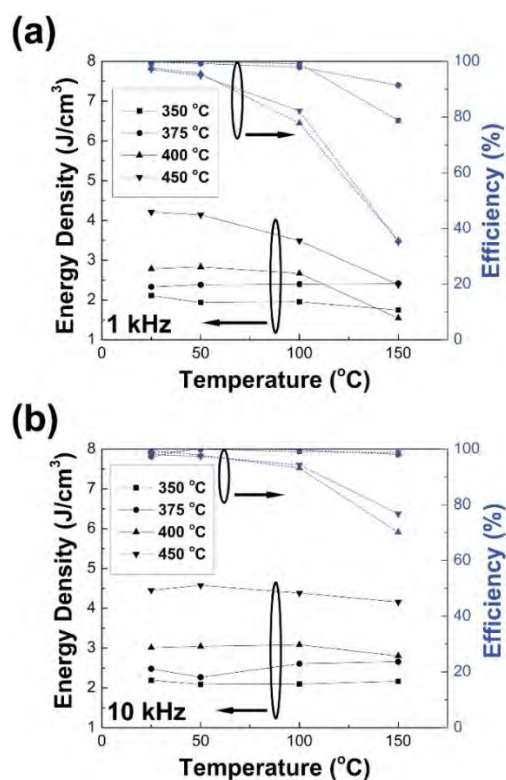 (a)
8
7
6
5
4
3
2
1
Energy Density (J/cm³)
350 °C
375 °C
400 °C
450 °C
1 kHz
100
80
60
40
20
0
Efficiency (%)
0 50 100 150
Temperature (°C)
(b)
8
7
6
5
4
3
2
1
Energy Density (J/cm³)
350 °C
375 °C
400 °C
450 °C
10 kHz
100
80
60
40
20
0
Efficiency (%)
0 50 100 150
Temperature (°C)